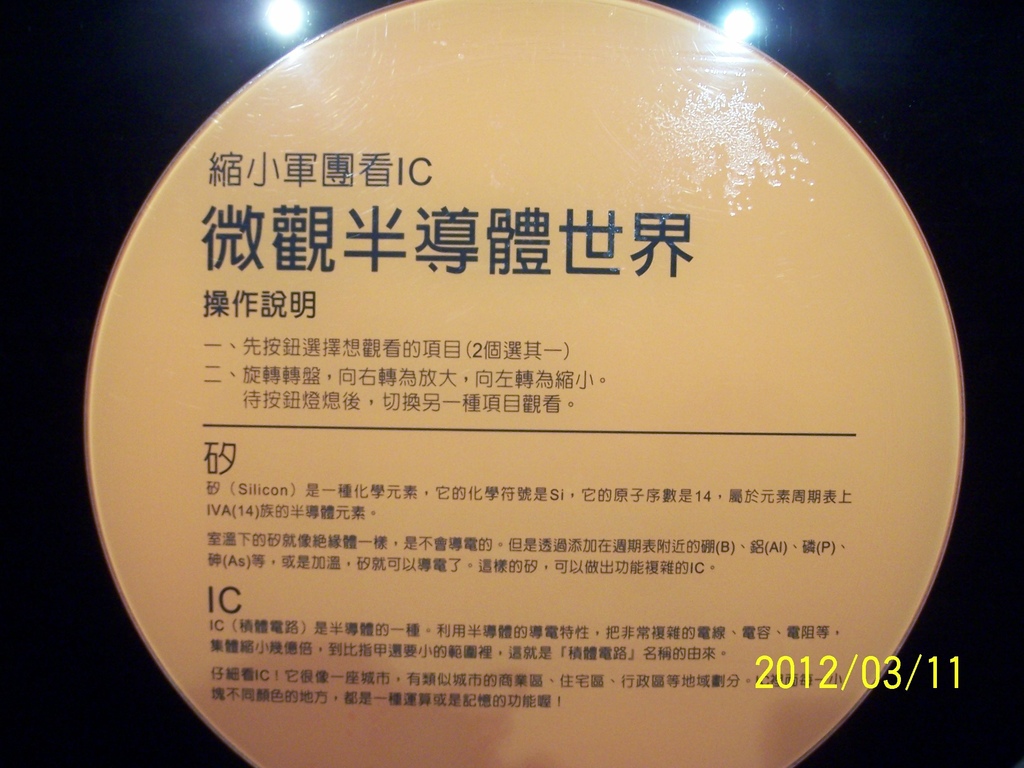 縮小軍團看IC
微觀半導體世界
操作說明
一、先按鈕選擇想觀看的項目(2個選其一)
二、旋轉轉盤，向右轉為放大，向左轉為縮小。
待按鈕燈熄後，切換另一種項目觀看。
矽
矽（Silicon）是一種化學元素，它的化學符號是Si，它的原子序數是14，屬於元素周期表上
IVA(14)族的半導體元素。
室溫下的矽就像絕緣體一樣，是不會導電的。但是透過添加在週期表附近的硼(B)、鋁(Al)、磷(P)、
砷(As)等，或是加溫，矽就可以導電了。這樣的矽，可以做出功能複雜的IC。
IC
IC（積體電路）是半導體的一種。利用半導體的導電特性，把非常複雜的電線、電容、電阻等，
集體縮小幾億倍，到比指甲還要小的範圍裡，這就是「積體電路」名稱的由來。
仔細看IC！它很像一座城市，有類似城市的商業區、住宅區、行政區等地域劃分。一小
塊不同顏色的地方，都是一種運算或是記憶的功能喔！
2012/03/11